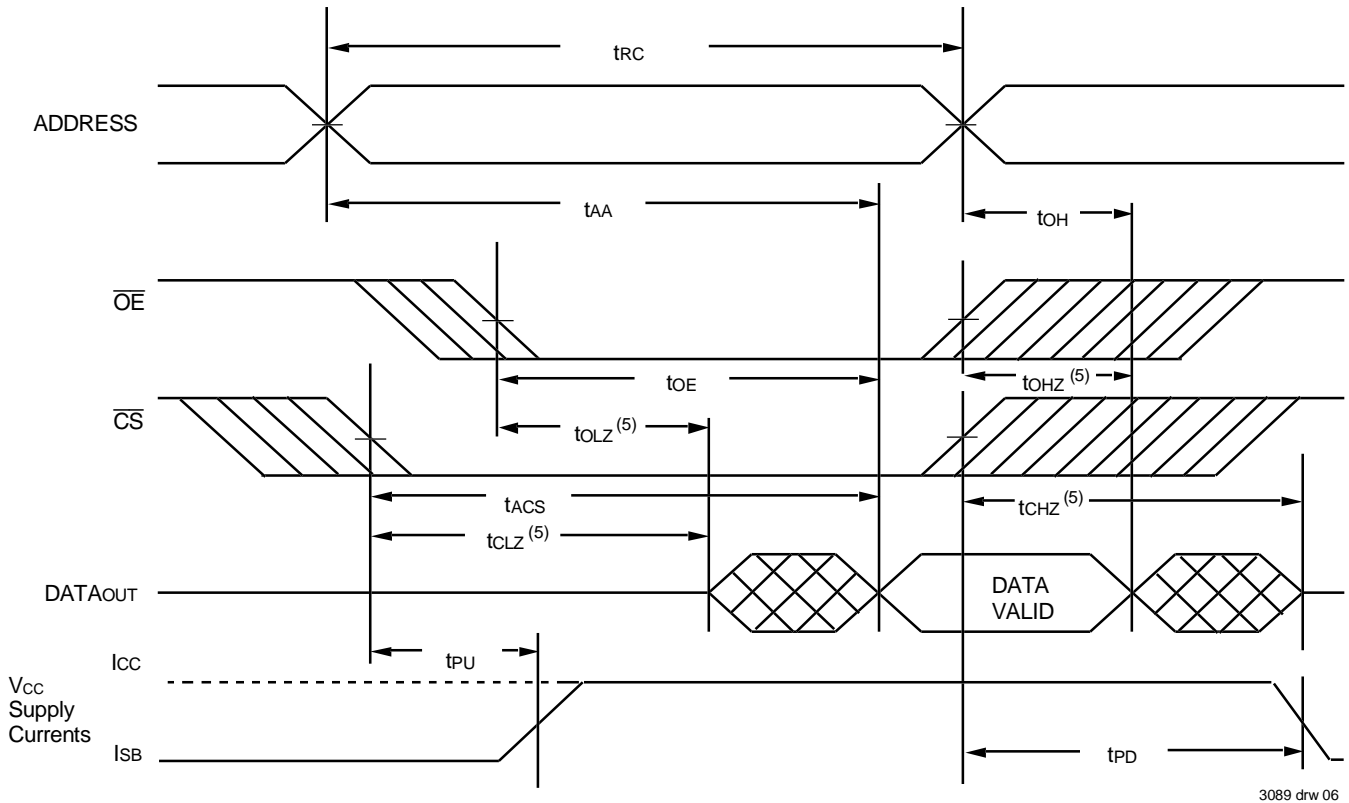 tRC
ADDRESS
tAA
tOH
OE
tOE
tOHZ (5)
CS
tOLZ (5)
tACS
tCHZ (5)
tCLZ (5)
DATAOUT
DATA
VALID
ICC
tPU
VCC
Supply
Currents
ISB
tPD
3089 drw 06